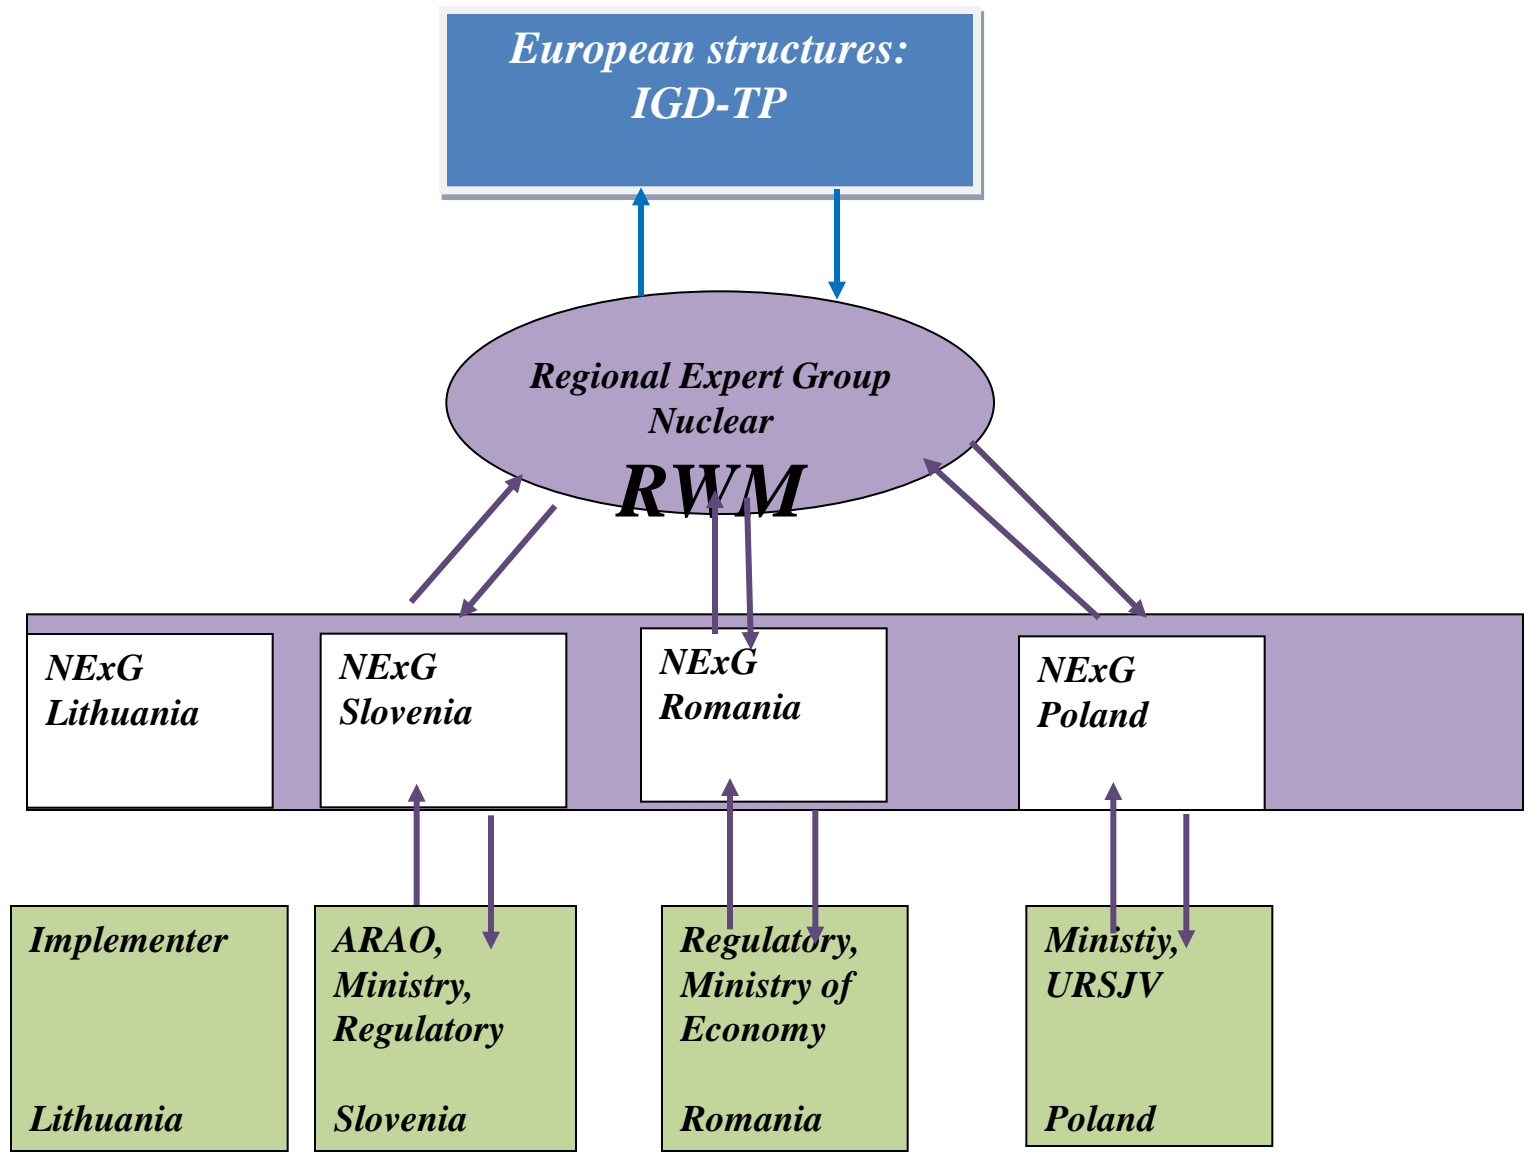 European structures:
IGD-TP
Regional Expert Group
Nuclear
RWM
NExG
Lithuania
NExG
Slovenia
NExG
Romania
NExG
Poland
Implementer
Lithuania
ARAO,
Ministry,
Regulatory
Slovenia
Regulatory,
Ministry of
Economy
Romania
Ministiy,
URSJV
Poland